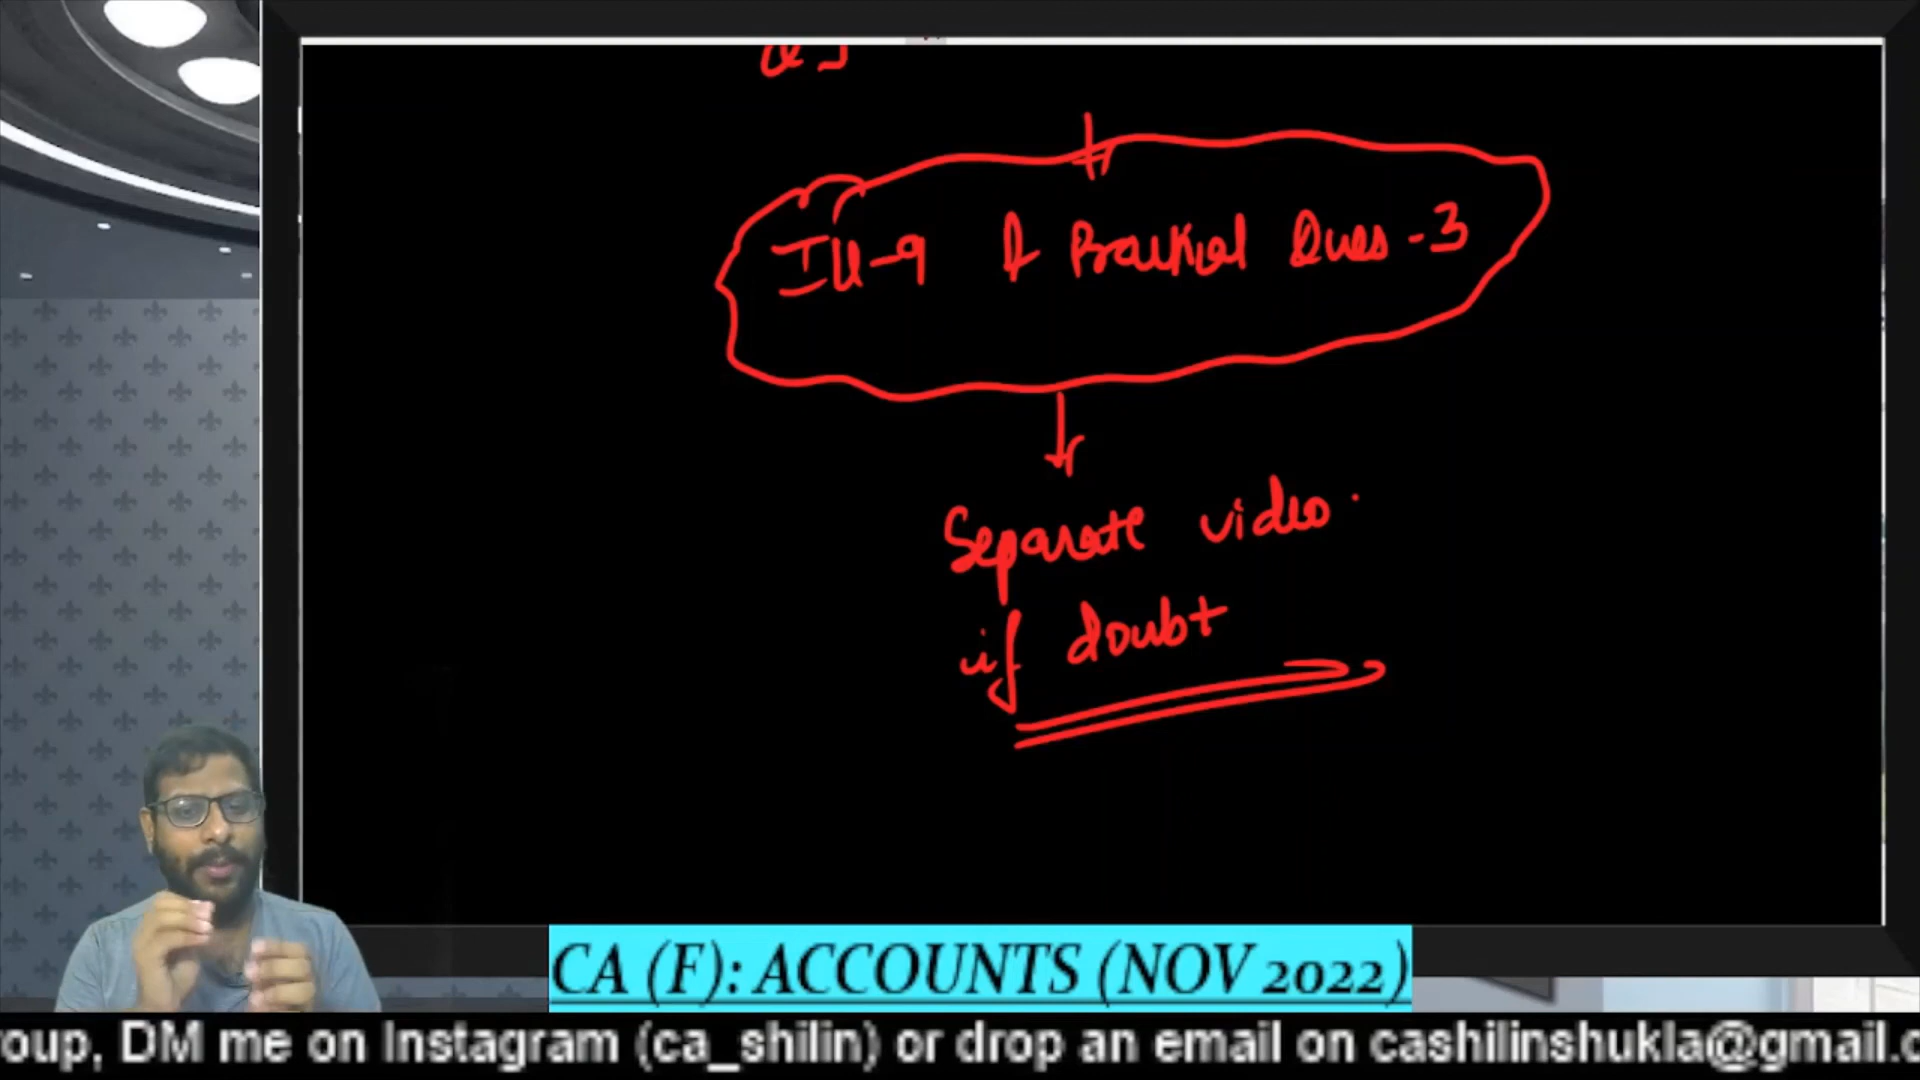 Ill-9 & Practical Ques-3
Separate video.
if doubt
CA (F): ACCOUNTS (NOV 2022)
oup, DM me on Instagram (ca_shilin) or drop an email on cashilinshukla@gmail.c